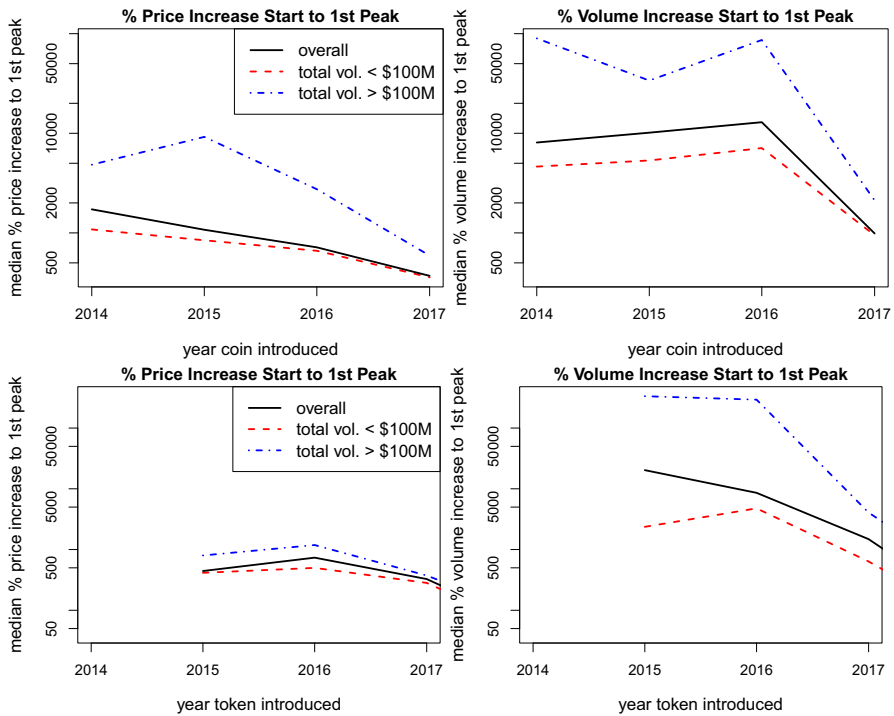 % Price Increase Start to 1st Peak
median % price increase to 1st peak
50000
10000
2000
500
overall
total vol. < $100M
total vol. > $100M
2014 2015 2016 2017
year coin introduced
% Volume Increase Start to 1st Peak
median % volume increase to 1st peak
50000
10000
2000
500
2014 2015 2016 2017
year coin introduced
% Price Increase Start to 1st Peak
median % price increase to 1st peak
50000
5000
500
50
overall
total vol. < $100M
total vol. > $100M
2014 2015 2016 2017
year token introduced
% Volume Increase Start to 1st Peak
median % volume increase to 1st peak
50000
5000
500
50
2014 2015 2016 2017
year token introduced